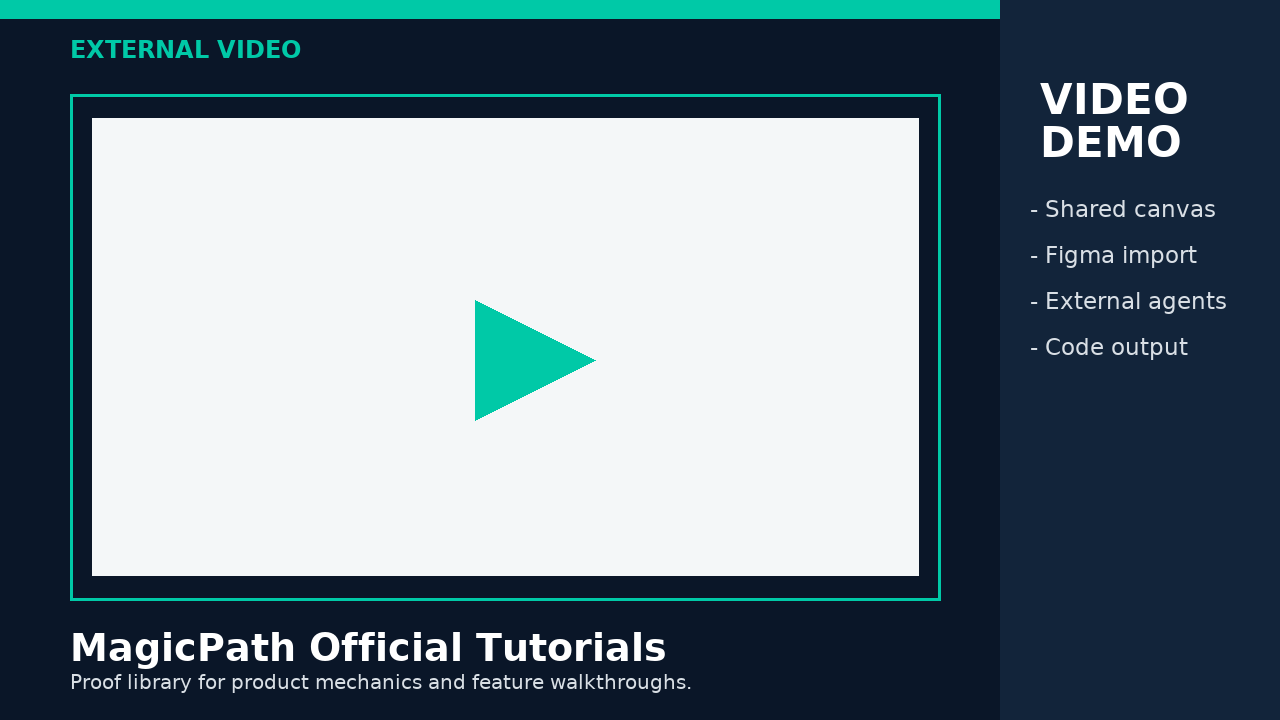 EXTERNAL VIDEO
MagicPath Official Tutorials
Proof library for product mechanics and feature walkthroughs.
VIDEO
DEMO
- Shared canvas
- Figma import
- External agents
- Code output